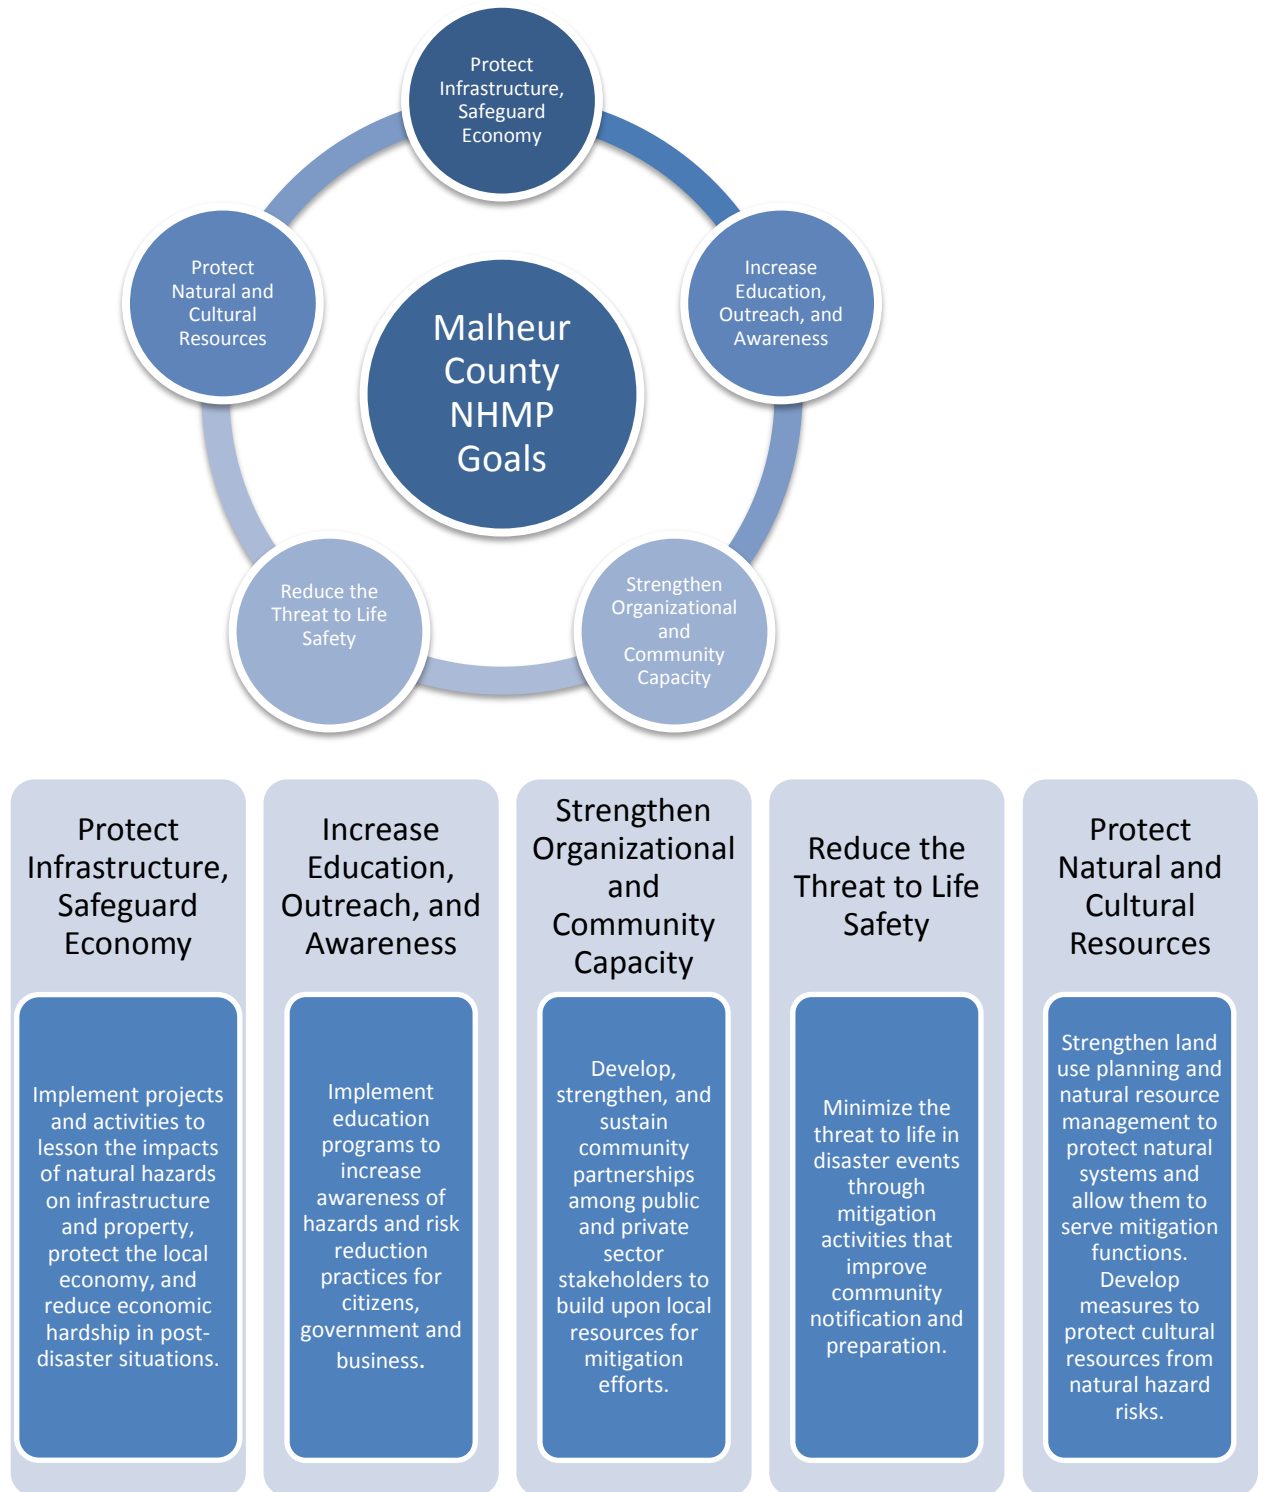 Protect
Infrastructure,
Safeguard
Economy
Protect
Natural and
Cultural
Resources
Increase
Education,
Outreach, and
Awareness
Malheur
County
NHMP
Goals
Reduce the
Threat to Life
Safety
Strengthen
Organizational
and
Community
Capacity
Protect
Infrastructure,
Safeguard
Economy
Implement projects
and activities to
lesson the impacts
of natural hazards
on infrastructure
and property,
protect the local
economy, and
reduce economic
hardship in post-
disaster situations.
Increase
Education,
Outreach, and
Awareness
Implement
education
programs to
increase
awareness of
hazards and risk
reduction
practices for
citizens,
government and
business.
Strengthen
Organizational
and
Community
Capacity
Develop,
strengthen, and
sustain
community
partnerships
among public
and private
sector
stakeholders to
build upon local
resources for
mitigation
efforts.
Reduce the
Threat to Life
Safety
Minimize the
threat to life in
disaster events
through
mitigation
activities that
improve
community
notification and
preparation.
Protect
Natural and
Cultural
Resources
Strengthen land
use planning and
natural resource
management to
protect natural
systems and
allow them to
serve mitigation
functions.
Develop
measures to
protect cultural
resources from
natural hazard
risks.